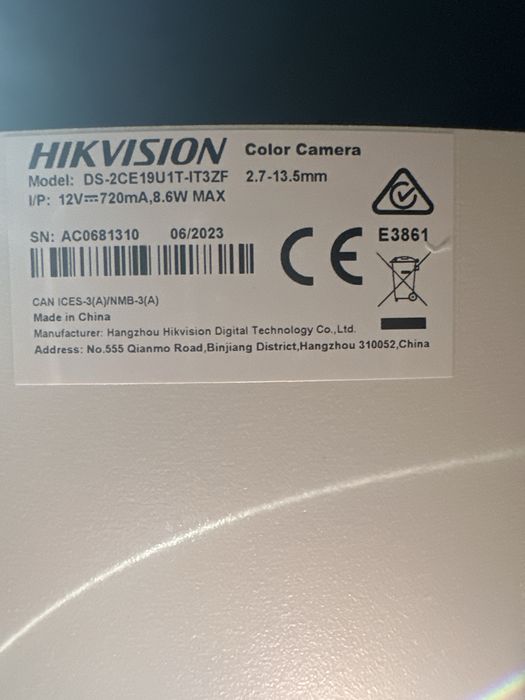 HIKVISION Color Camera
Model: DS-2CE19U1T-IT3ZF 2.7-13.5mm
I/P: 12V⎓720mA,8.6W MAX
SN: AC0681310 06/2023
CE E3861
CAN ICES-3(A)/NMB-3(A)
Made in China
Manufacturer: Hangzhou Hikvision Digital Technology Co.,Ltd.
Address: No.555 Qianmo Road,Binjiang District,Hangzhou 310052,China